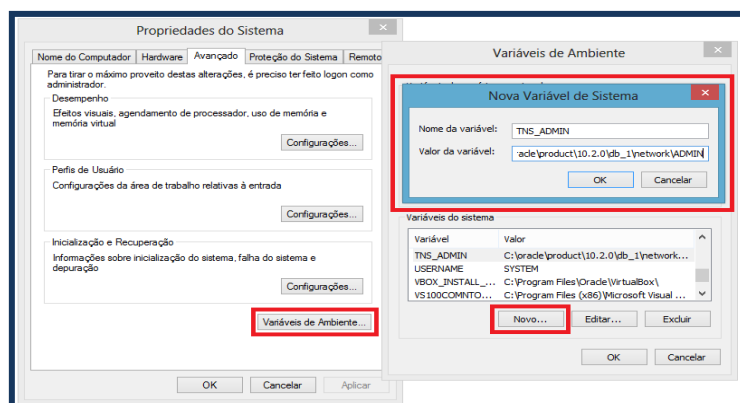 Propriedades do Sistema
Nome do Computador Hardware Avançado Proteção do Sistema Remoto
Para tirar o máximo proveito destas alterações, é preciso ter feito logon como
administrador.
Desempenho
Efeitos visuais, agendamento de processador, uso de memória e
memória virtual
Configurações...
Perfis de Usuário
Configurações da área de trabalho relativas à entrada
Configurações...
Inicialização e Recuperação
Informações sobre inicialização do sistema, falha do sistema e
depuração
Configurações...
Variáveis de Ambiente...
OK Cancelar Aplicar
Variáveis de Ambiente
Nova Variável de Sistema
Nome da variável: TNS_ADMIN
Valor da variável: acle\product\10.2.0\db_1\network\ADMIN
OK Cancelar
Variáveis do sistema
Variável Valor
TNS_ADMIN C:\oracle\product\10.2.0\db_1\network...
USERNAME SYSTEM
VBOX_INSTALL_... C:\Program Files\Oracle\VirtualBox\
VS100COMNTO... C:\Program Files (x86)\Microsoft Visual ...
Novo... Editar... Excluir
OK Cancelar